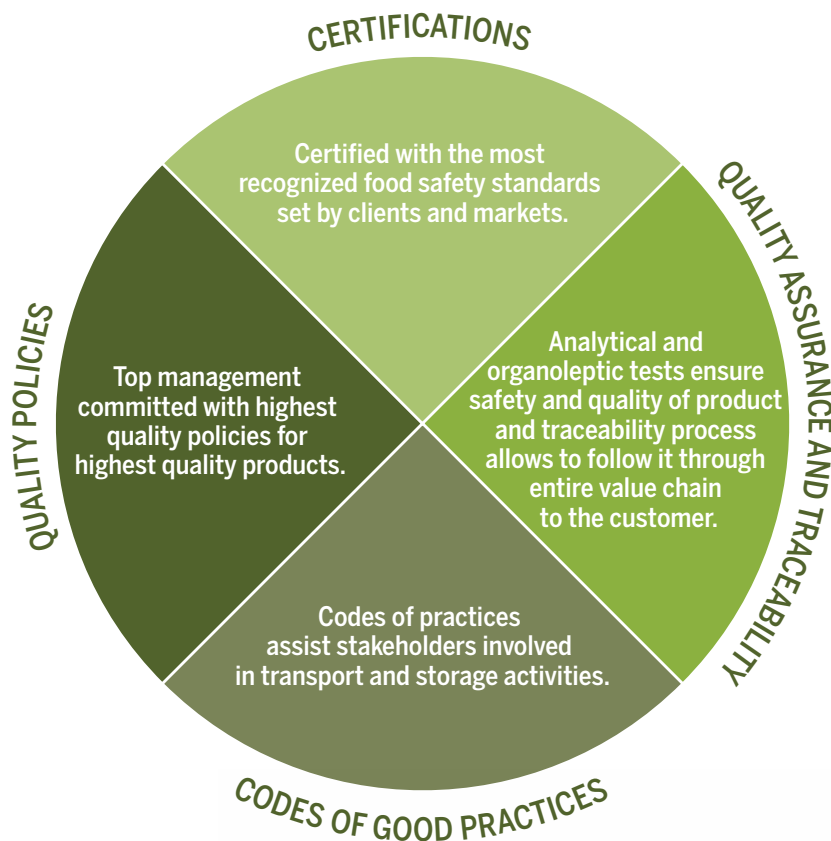 CERTIFICATIONS
Certified with the most
recognized food safety standards
set by clients and markets.
QUALITY ASSURANCE AND TRACEABILITY
Analytical and
organoleptic tests ensure
safety and quality of product
and traceability process
allows to follow it through
entire value chain
to the customer.
QUALITY POLICIES
Top management
committed with highest
quality policies for
highest quality products.
Codes of practices
assist stakeholders involved
in transport and storage activities.
CODES OF GOOD PRACTICES